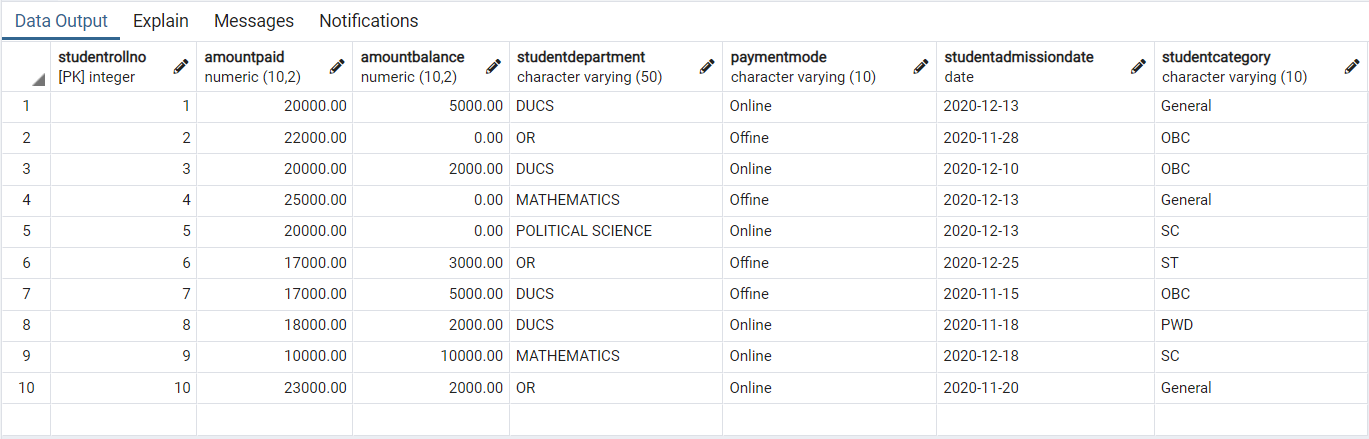 Data Output Explain Messages Notifications
studentrollno amountpaid amountbalance studentdepartment paymentmode studentadmissiondate studentcategory
[PK] integer numeric (10,2) numeric (10,2) character varying (50) character varying (10) date character varying (10)
1 1 20000.00 5000.00 DUCS Online 2020-12-13 General
2 2 22000.00 0.00 OR Offine 2020-11-28 OBC
3 3 20000.00 2000.00 DUCS Online 2020-12-10 OBC
4 4 25000.00 0.00 MATHEMATICS Offine 2020-12-13 General
5 5 20000.00 0.00 POLITICAL SCIENCE Online 2020-12-13 SC
6 6 17000.00 3000.00 OR Offine 2020-12-25 ST
7 7 17000.00 5000.00 DUCS Offine 2020-11-15 OBC
8 8 18000.00 2000.00 DUCS Online 2020-11-18 PWD
9 9 10000.00 10000.00 MATHEMATICS Online 2020-12-18 SC
10 10 23000.00 2000.00 OR Online 2020-11-20 General